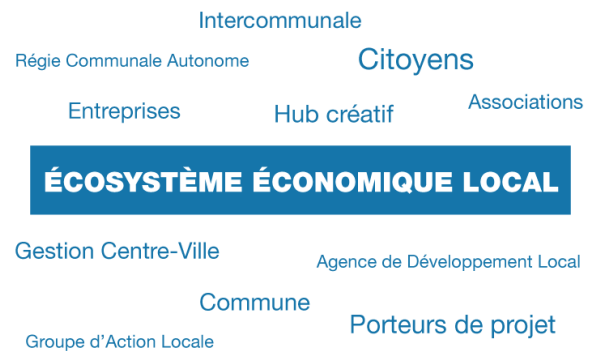 Intercommunale
Régie Communale Autonome
Citoyens
Entreprises
Hub créatif
Associations
ÉCOSYSTÈME ÉCONOMIQUE LOCAL
Gestion Centre-Ville
Agence de Développement Local
Commune
Porteurs de projet
Groupe d’Action Locale